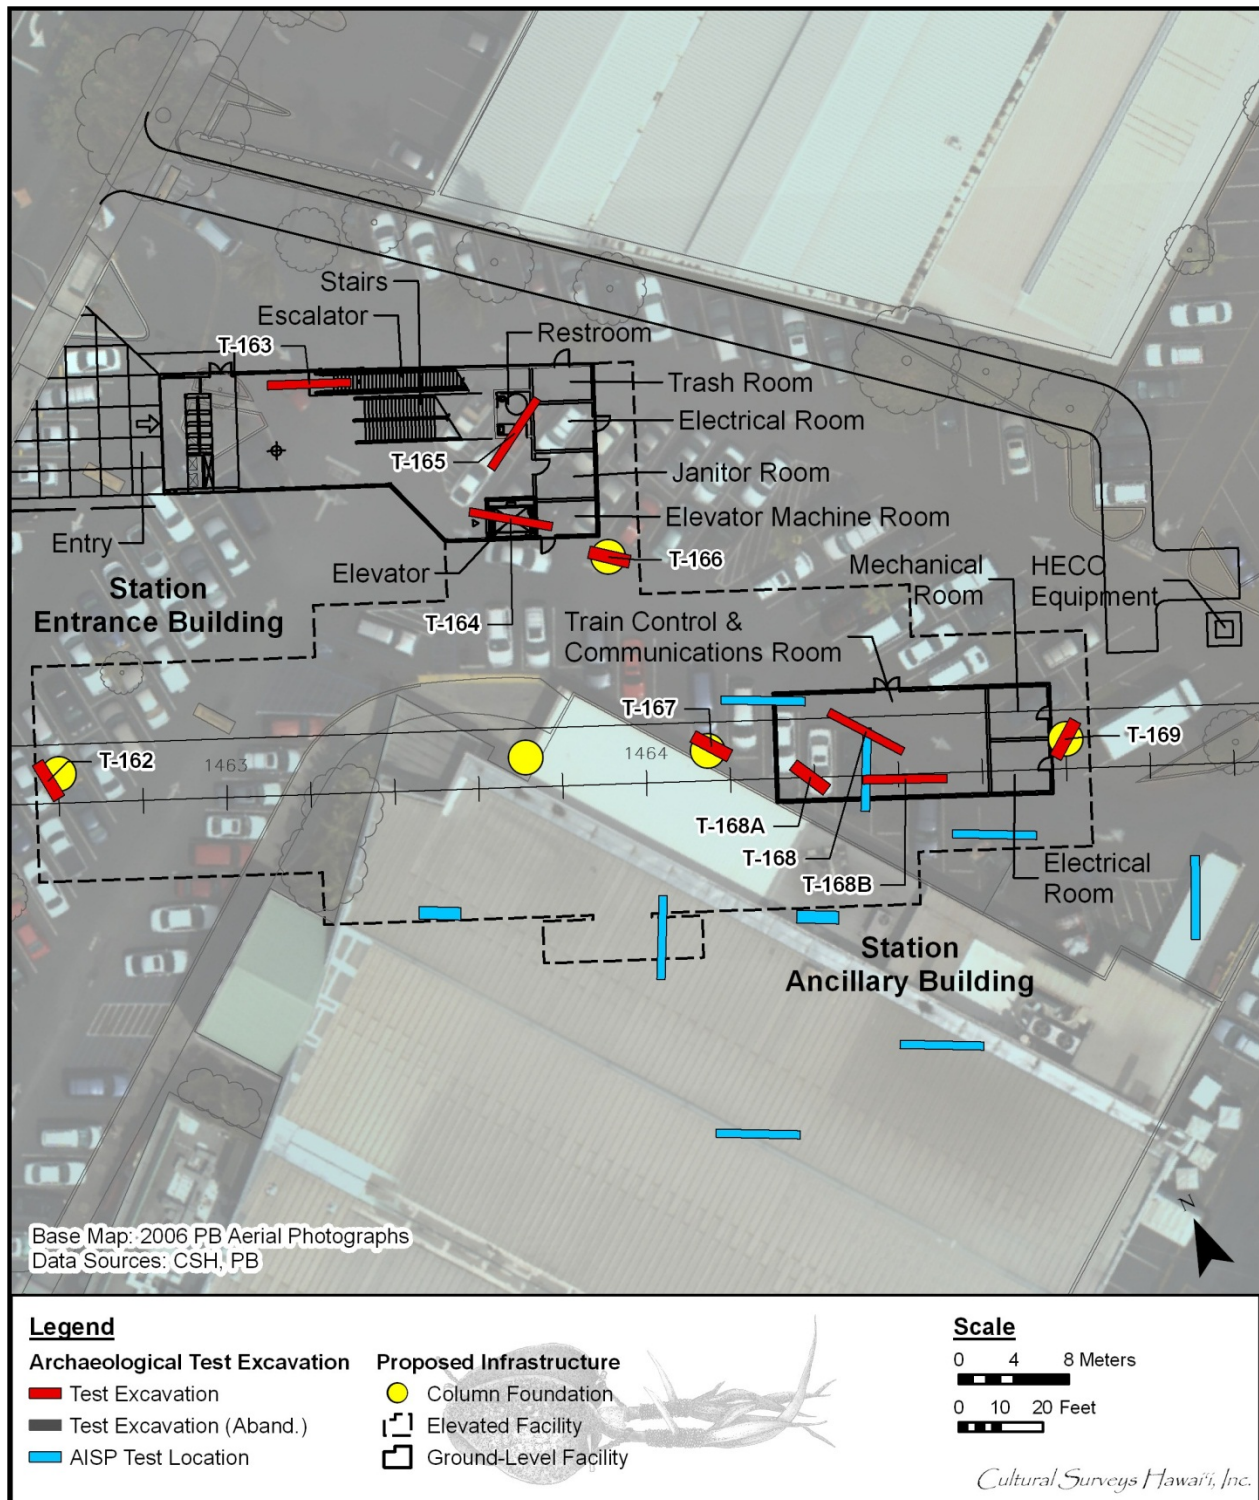 Stairs
Escalator
T-163
Restroom
Trash Room
Electrical Room
T-165
Janitor Room
Elevator Machine Room
Entry
T-166
Mechanical
Room
HECO
Equipment
Elevator
Station
Entrance Building
T-164
Train Control &
Communications Room
T-167
T-169
T-162
1463
1464
T-168A
T-168
T-168B
Electrical
Room
Station
Ancillary Building
N
Base Map: 2006 PB Aerial Photographs
Data Sources: CSH, PB
Legend
Archaeological Test Excavation
Test Excavation
Test Excavation (Aband.)
AISP Test Location
Proposed Infrastructure
Column Foundation
Elevated Facility
Ground-Level Facility
Scale
0 4 8 Meters
0 10 20 Feet
Cultural Surveys Hawai'i, Inc.